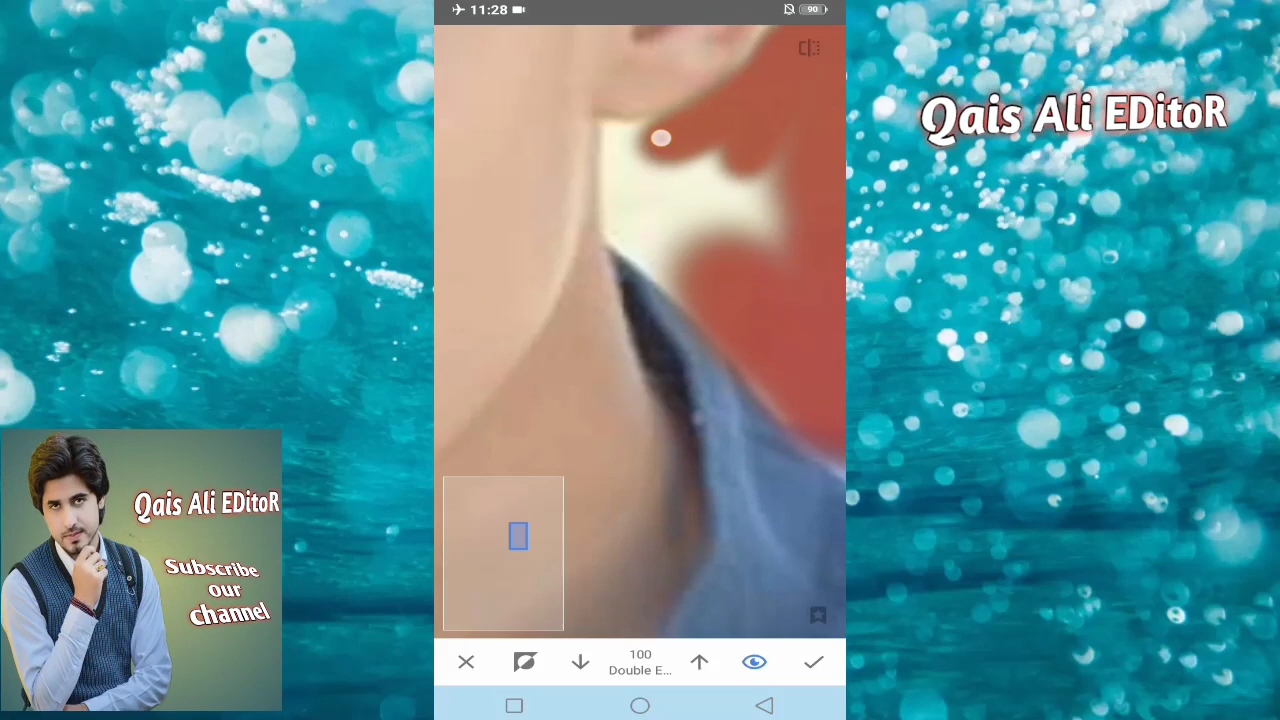 11:28
90
Qais Ali EDitoR
Qais Ali EDitoR
Subscribe
our
channel
100
Double E...